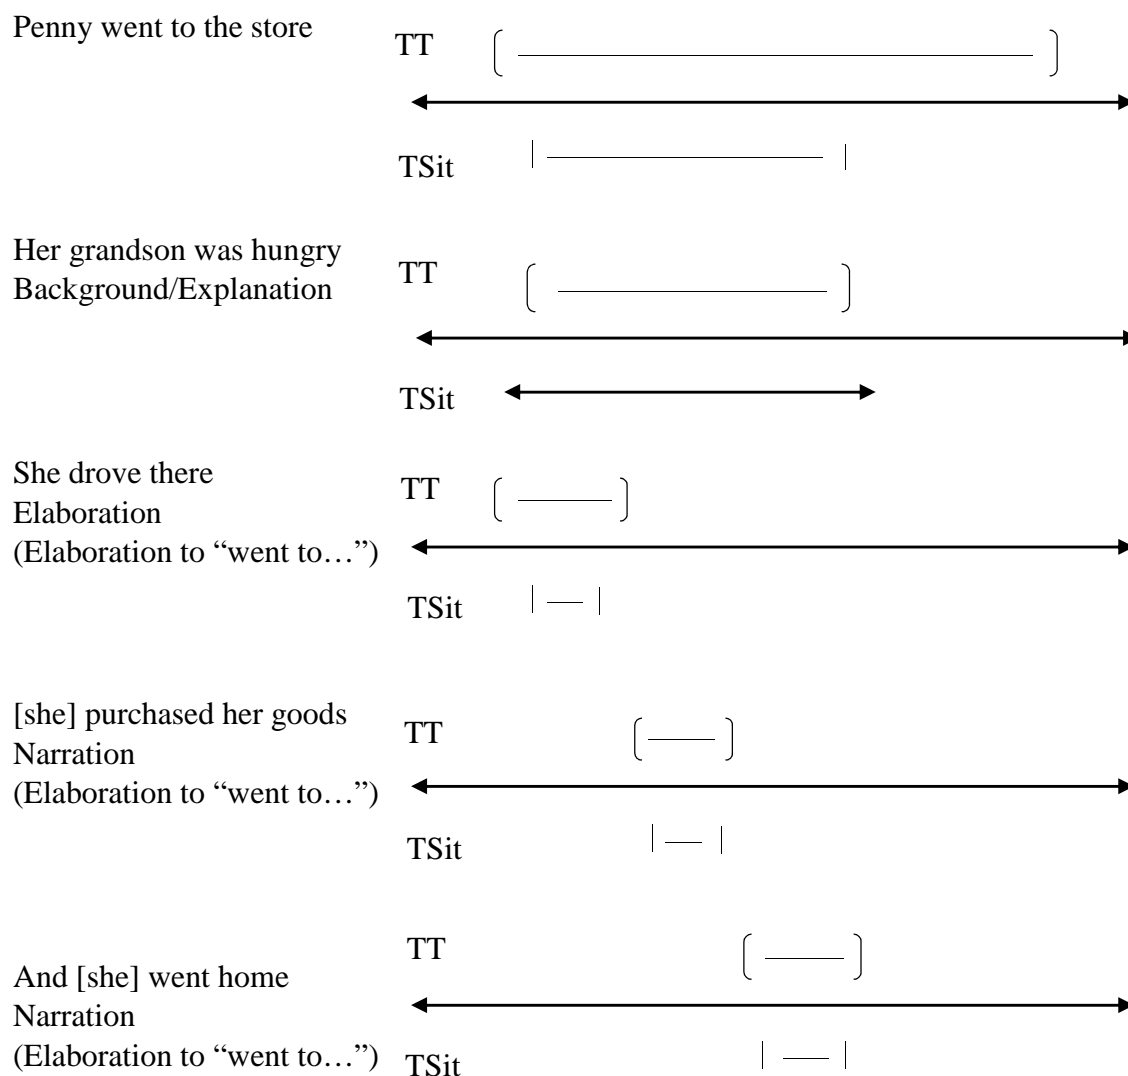 Penny went to the store
TT
TSit
Her grandson was hungry
Background/Explanation
TT
TSit
She drove there
Elaboration
(Elaboration to “went to…”)
TT
TSit
[she] purchased her goods
Narration
(Elaboration to “went to…”)
TT
TSit
TT
And [she] went home
Narration
(Elaboration to “went to…”)
TSit